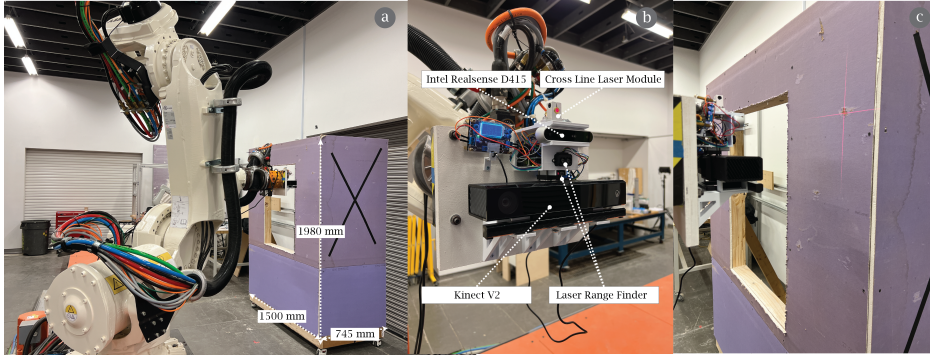 a
1980 mm
1500 mm
745 mm
b
Intel Realsense D415
Cross Line Laser Module
Kinect V2
Laser Range Finder
c